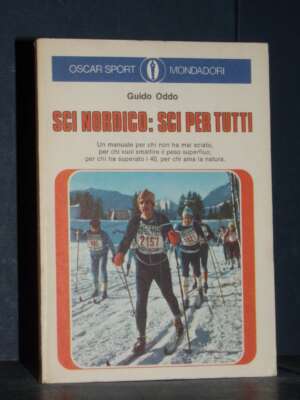 OSCAR SPORT MONDADORI
Guido Oddo
SCI NORDICO: SCI PER TUTTI
Un manuale per chi non ha mai sciato,
per chi vuol smaltire il peso superfluo,
per chi ha superato i 40, per chi ama la natura.
2157